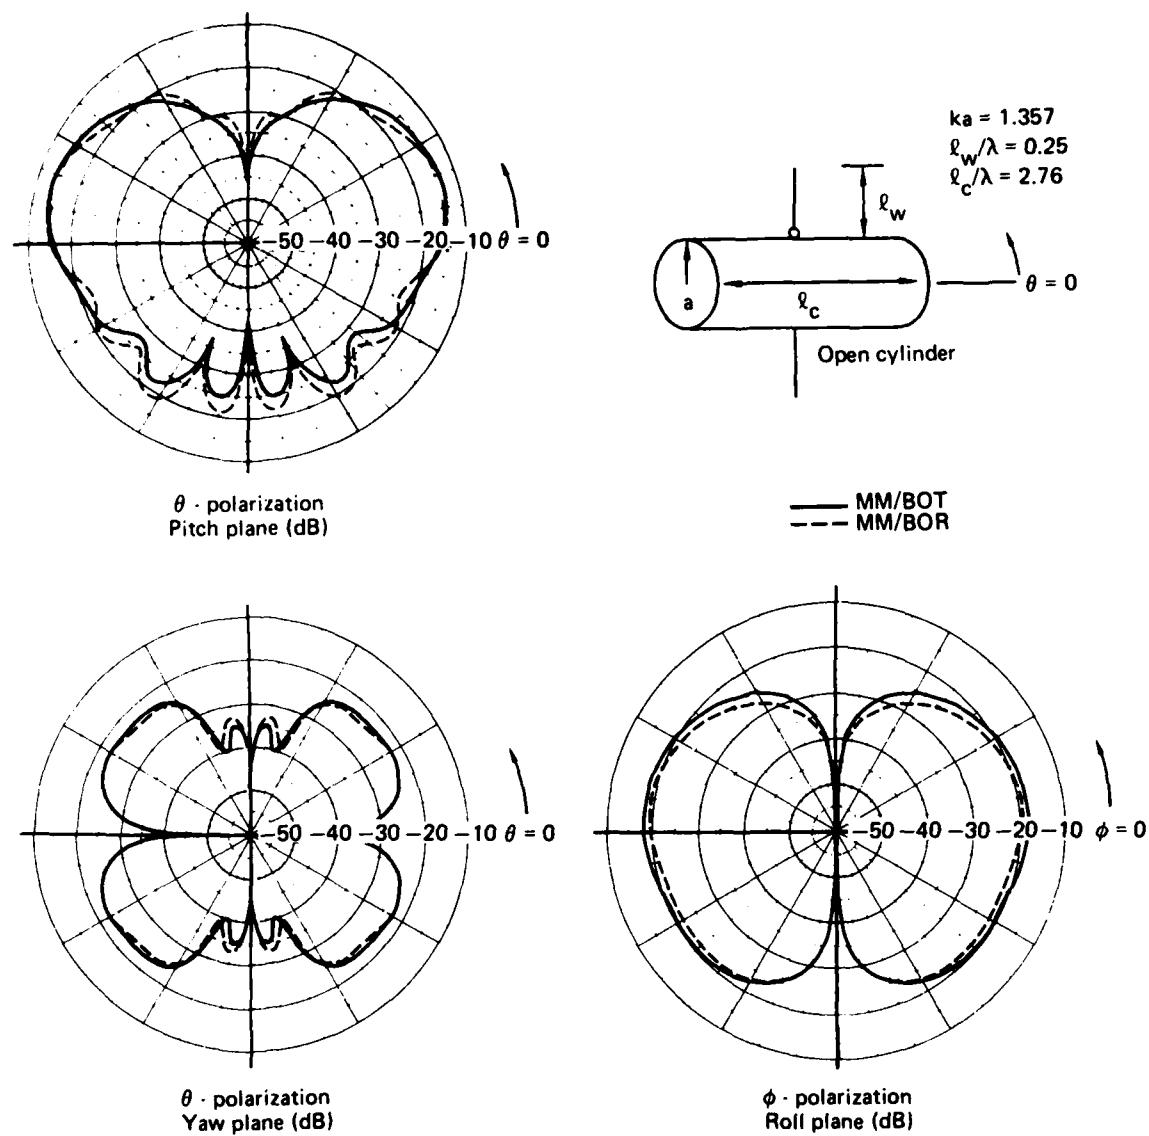 -50 -40 -30 -20 -10 θ = 0
θ - polarization
Pitch plane (dB)
ka = 1.357
ℓw/λ = 0.25
ℓc/λ = 2.76
ℓw
a
ℓc
θ = 0
Open cylinder
MM/BOT
MM/BOR
-50 -40 -30 -20 -10 θ = 0
θ - polarization
Yaw plane (dB)
-50 -40 -30 -20 -10 ϕ = 0
ϕ - polarization
Roll plane (dB)